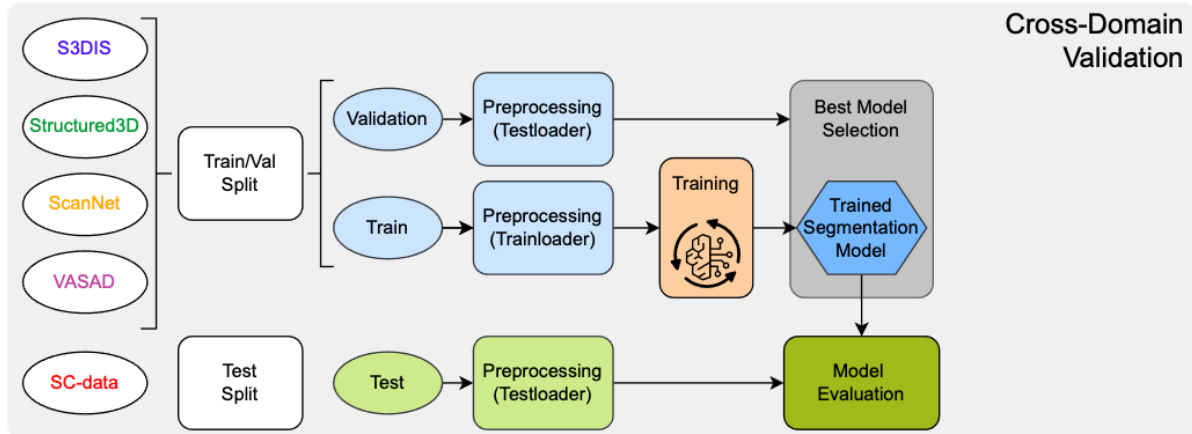 Cross-Domain
Validation
S3DIS
Structured3D
ScanNet
VASAD
SC-data
Train/Val
Split
Test
Split
Validation
Train
Test
Preprocessing
(Testloader)
Preprocessing
(Trainloader)
Preprocessing
(Testloader)
Training
Best Model
Selection
Trained
Segmentation
Model
Model
Evaluation